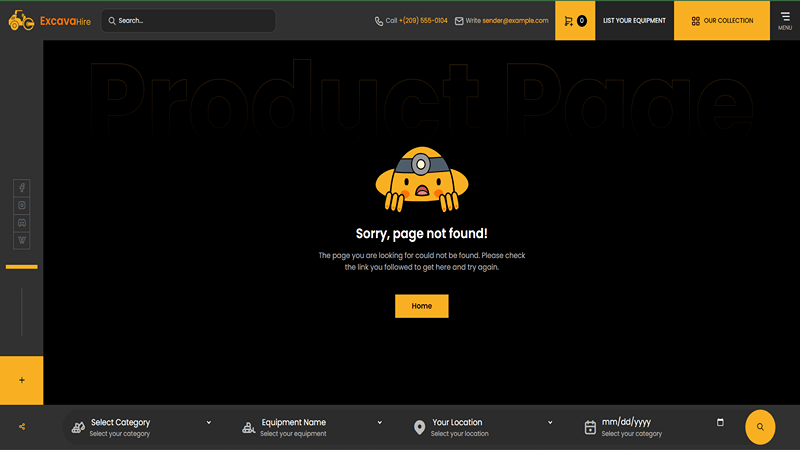 ExcavaHire
Search...
Call +(209) 555-0104
Write sender@example.com
0
LIST YOUR EQUIPMENT
OUR COLLECTION
MENU
Product Page
Sorry, page not found!
The page you are looking for could not be found. Please check
the link you followed to get here and try again.
Home
Select Category
Select your category
Equipment Name
Select your equipment
Your Location
Select your location
mm/dd/yyyy
Select your category